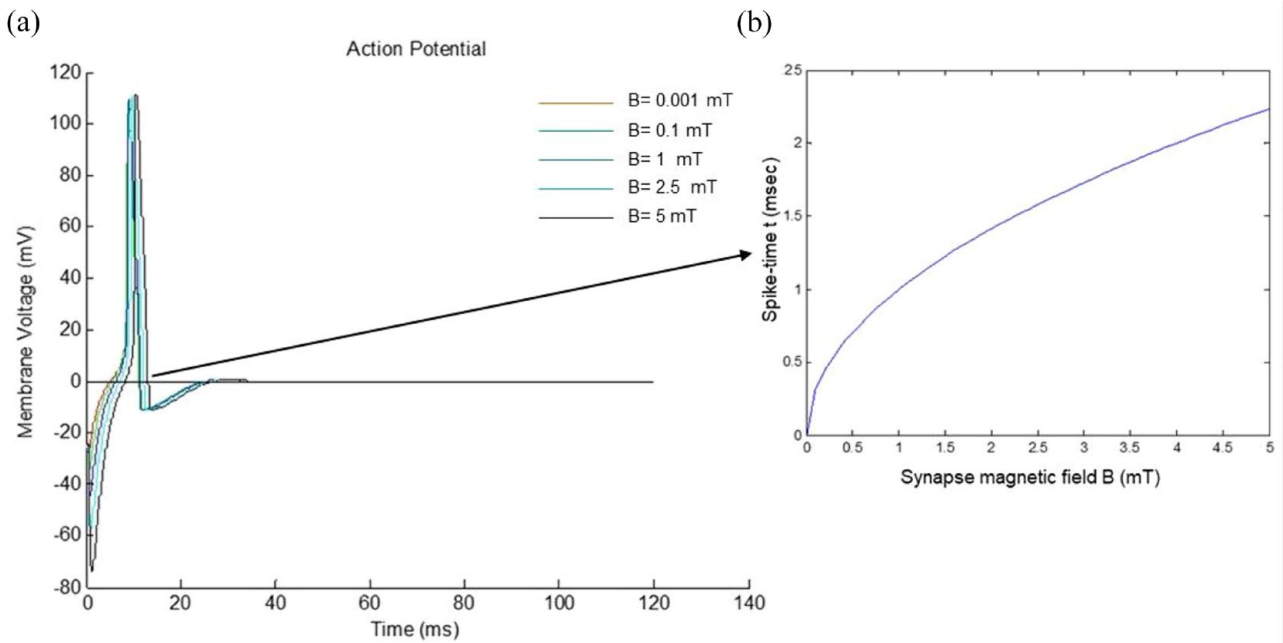 (a)
(b)
Action Potential
120
100
80
60
40
20
0
-20
-40
-60
-80
Membrane Voltage (mV)
0 20 40 60 80 100 120 140
Time (ms)
B= 0.001 mT
B= 0.1 mT
B= 1 mT
B= 2.5 mT
B= 5 mT
25
2
1.5
1
0.5
0
Spike-time t (msec)
0 0.5 1 1.5 2 2.5 3 3.5 4 4.5 5
Synapse magnetic field B (mT)